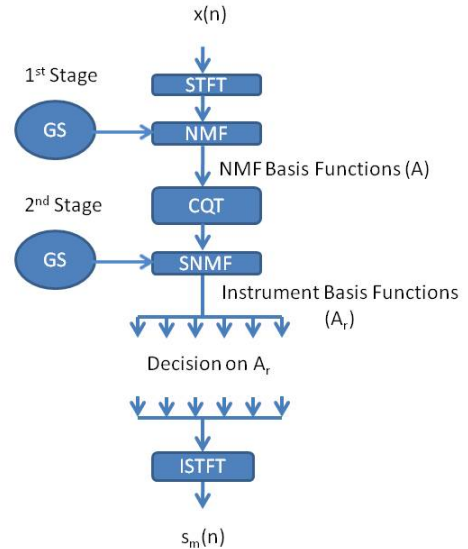 x(n)
1st Stage
STFT
GS
NMF
NMF Basis Functions (A)
2nd Stage
CQT
GS
SNMF
Instrument Basis Functions
(Ar)
Decision on Ar
ISTFT
sm(n)